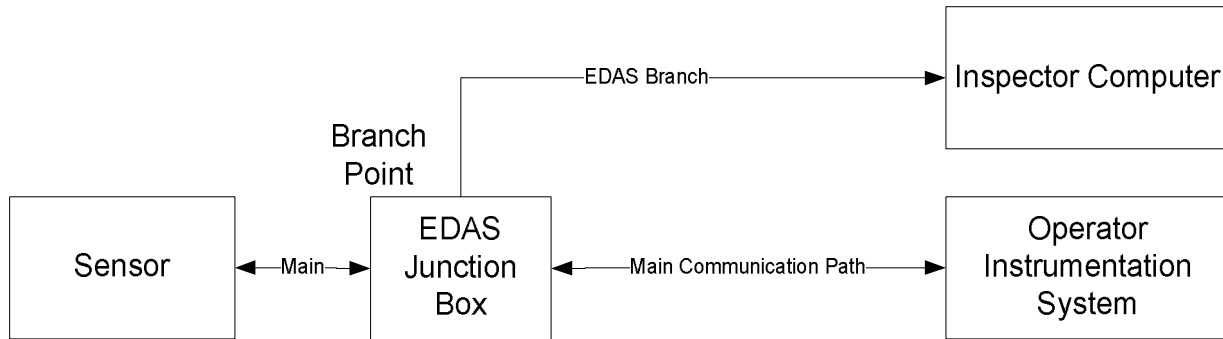 EDAS Branch
Inspector Computer
Branch
Point
Sensor
Main
EDAS
Junction
Box
Main Communication Path
Operator
Instrumentation
System